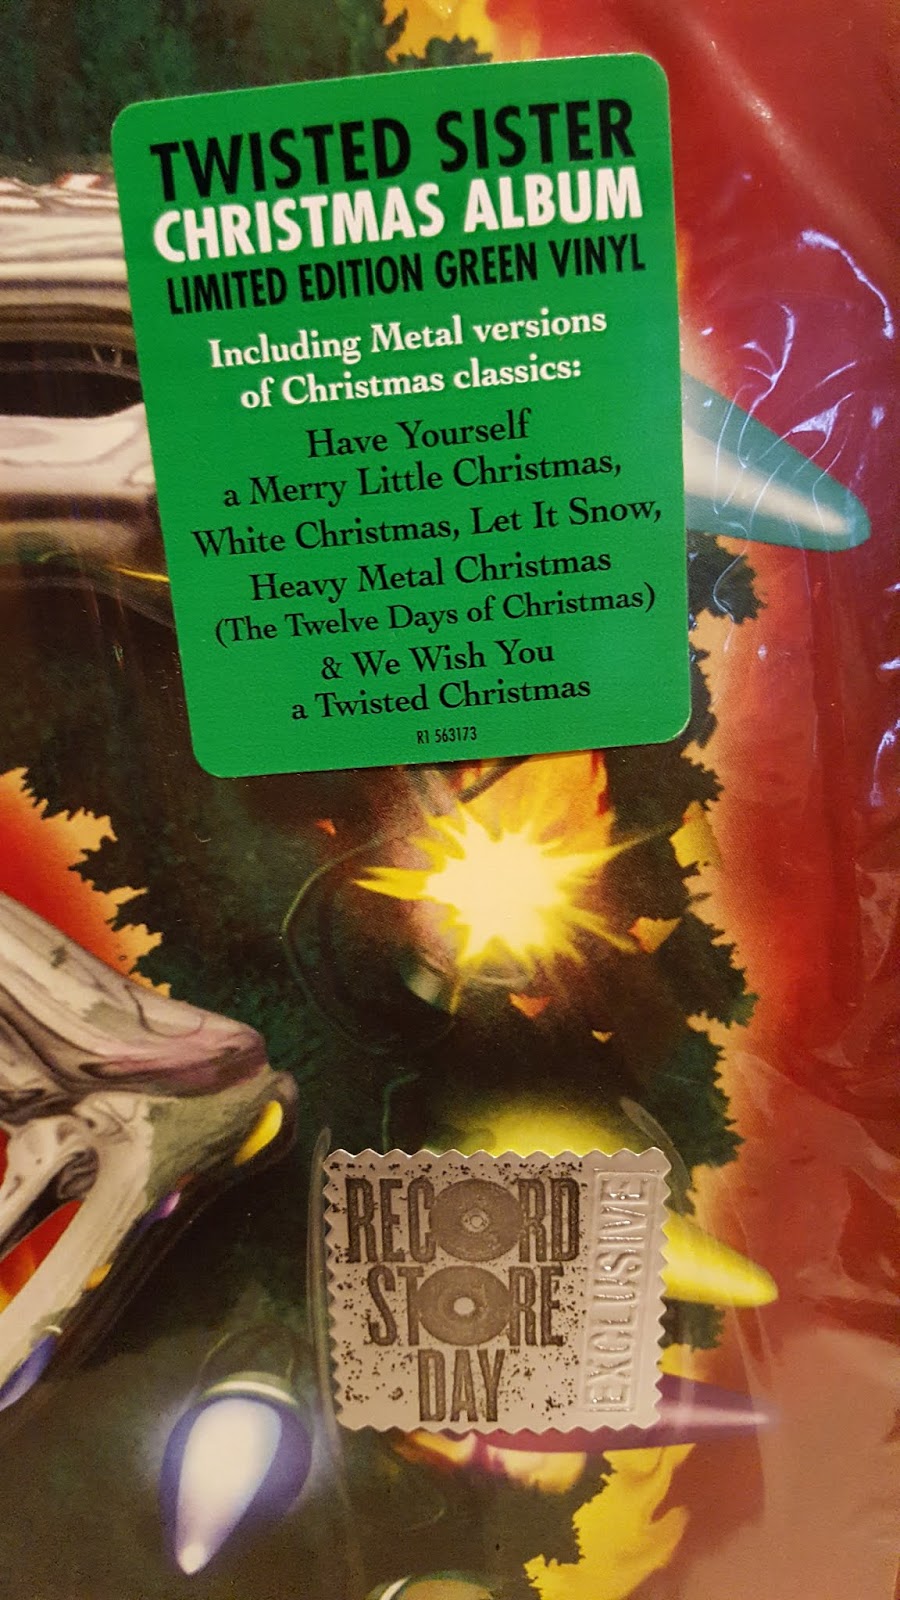 TWISTED SISTER
CHRISTMAS ALBUM
LIMITED EDITION GREEN VINYL
Including Metal versions
of Christmas classics:
Have Yourself
a Merry Little Christmas,
White Christmas, Let It Snow,
Heavy Metal Christmas
(The Twelve Days of Christmas)
& We Wish You
a Twisted Christmas
R1 563173
RECORD
STORE
DAY
EXCLUSIVE